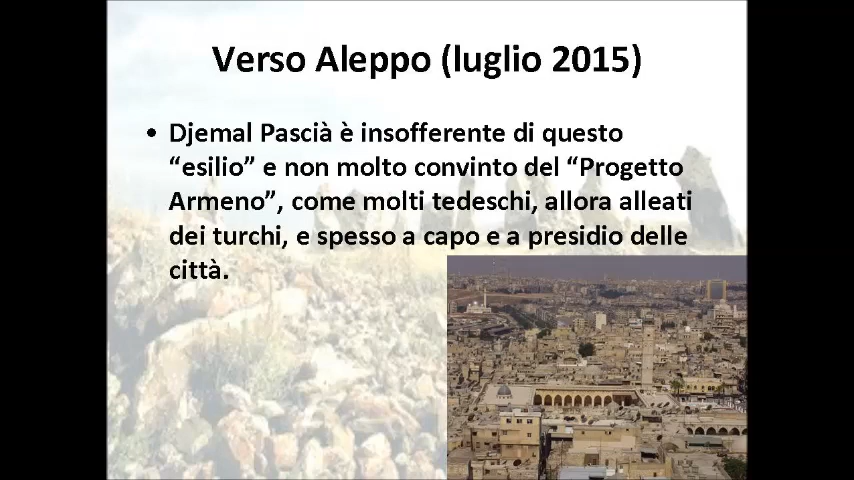 Verso Aleppo (luglio 2015)
• Djemal Pascià è insofferente di questo
“esilio” e non molto convinto del “Progetto
Armeno”, come molti tedeschi, allora alleati
dei turchi, e spesso a capo e a presidio delle
città.